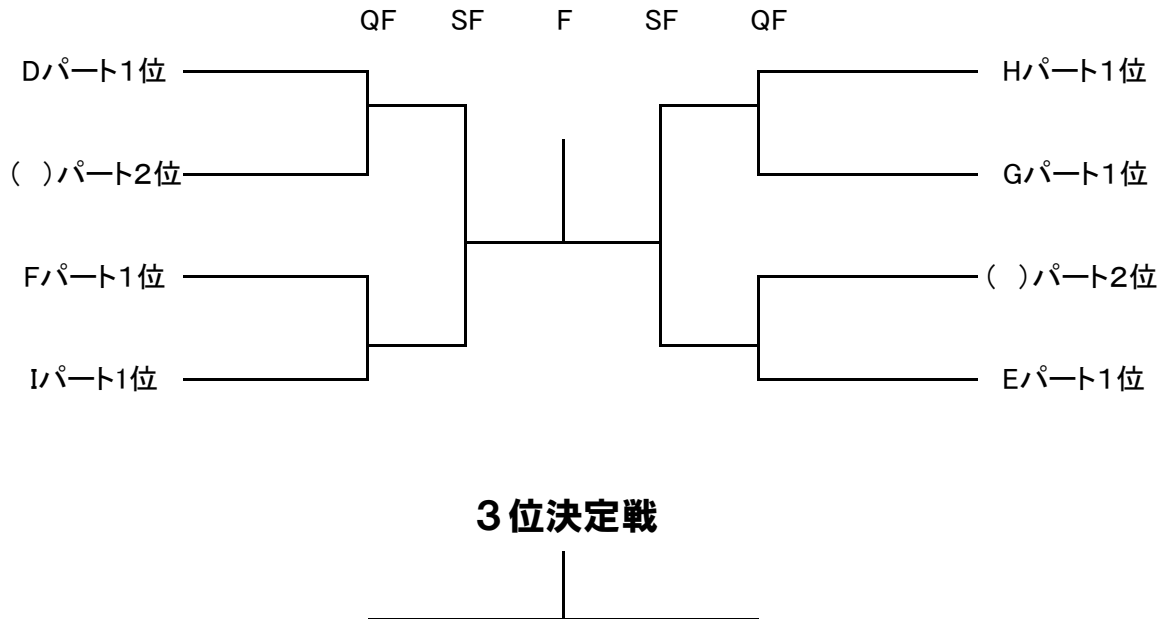 QF SF F SF QF
Dパート１位 Hパート１位
（　）パート２位 Gパート１位
Fパート１位 （　）パート２位
Iパート1位 Eパート１位
３位決定戦